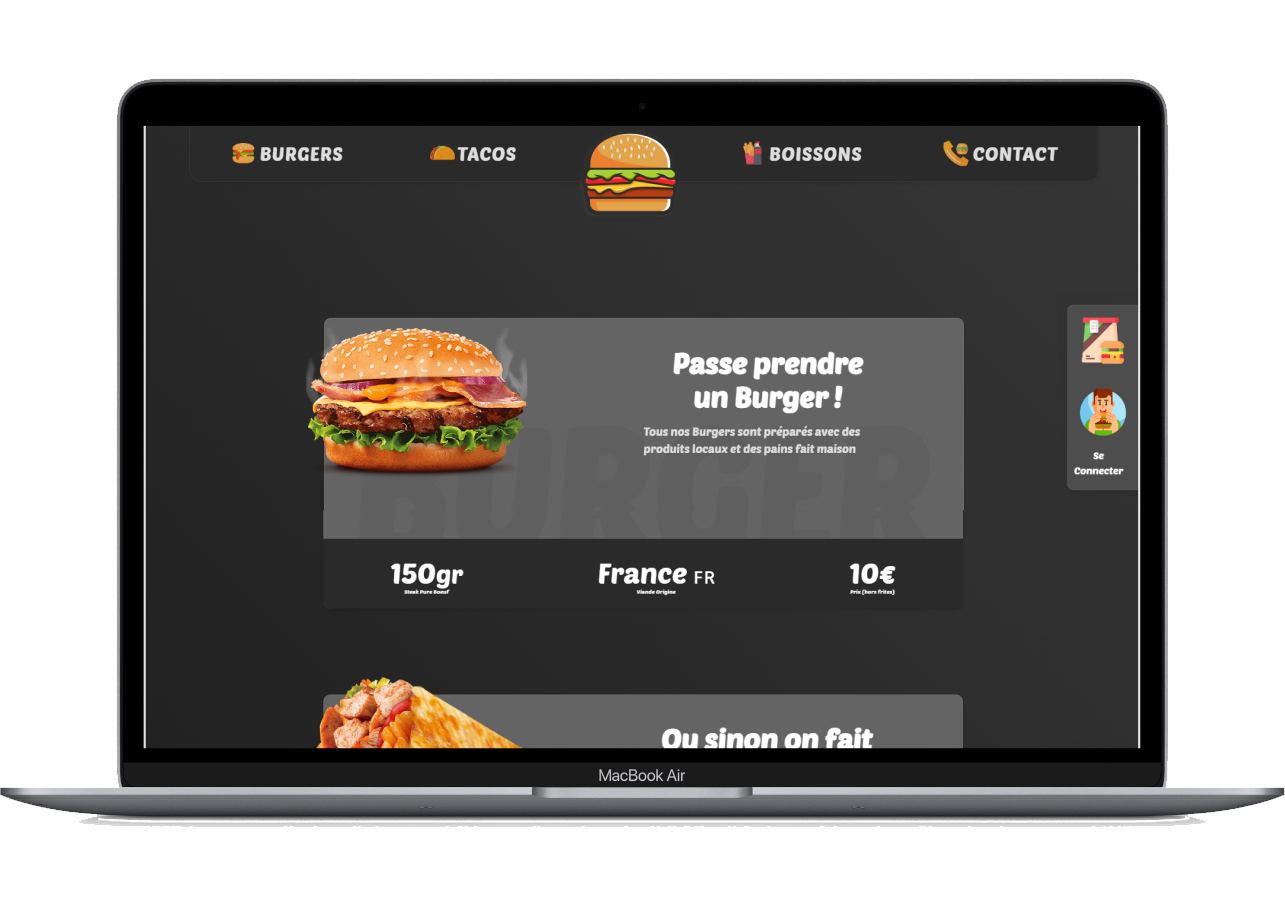 BURGERS
TACOS
BOISSONS
CONTACT
Passe prendre
un Burger !
Tous nos Burgers sont préparés avec des
produits locaux et des pains fait maison
BURGER
Se
Connecter
150gr
Steak Pure Bœuf
France FR
Viande Origine
10€
Prix (hors frites)
Ou sinon on fait
MacBook Air